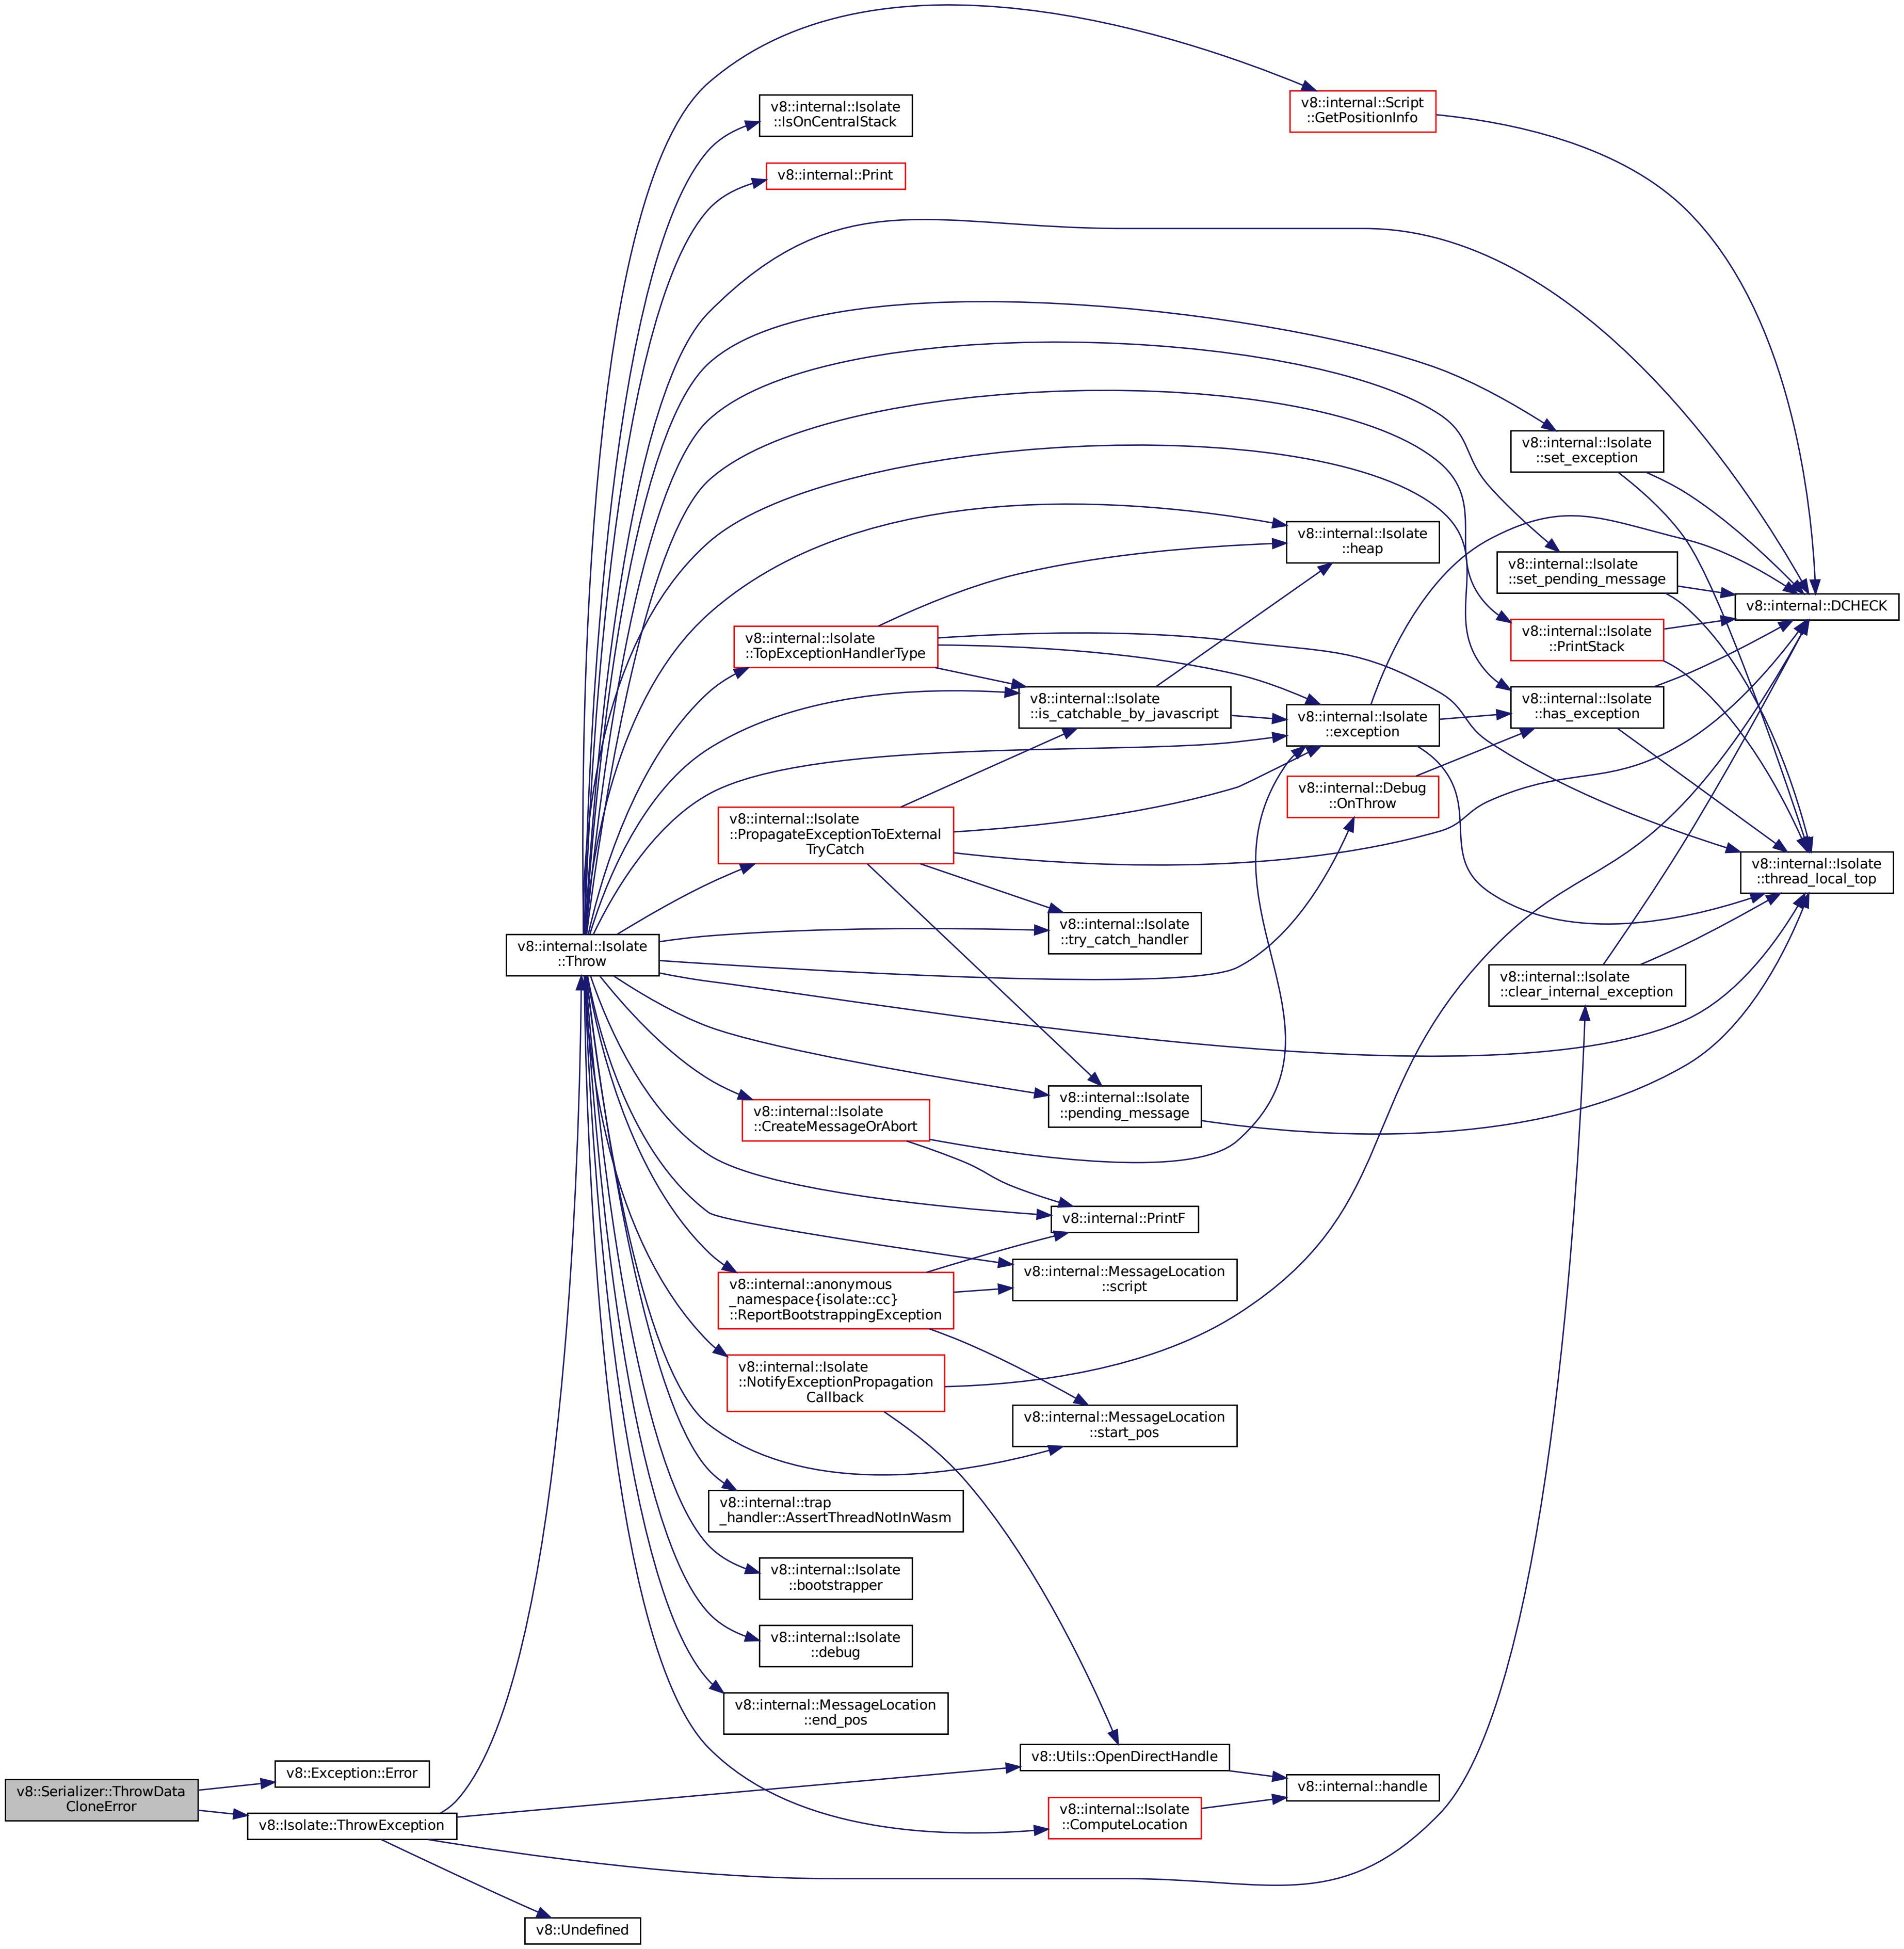 v8::internal::Script
::GetPositionInfo
v8::internal::Isolate
::IsOnCentralStack
v8::internal::Print
v8::internal::Isolate
::set_exception
v8::internal::Isolate
::heap
v8::internal::Isolate
::set_pending_message
v8::internal::DCHECK
v8::internal::Isolate
::PrintStack
v8::internal::Isolate
::TopExceptionHandlerType
v8::internal::Isolate
::is_catchable_by_javascript
v8::internal::Isolate
::has_exception
v8::internal::Isolate
::exception
v8::internal::Debug
::OnThrow
v8::internal::Isolate
::PropagateExceptionToExternal
TryCatch
v8::internal::Isolate
::thread_local_top
v8::internal::Isolate
::try_catch_handler
v8::internal::Isolate
::Throw
v8::internal::Isolate
::clear_internal_exception
v8::internal::Isolate
::pending_message
v8::internal::Isolate
::CreateMessageOrAbort
v8::internal::PrintF
v8::internal::MessageLocation
::script
v8::internal::anonymous
_namespace{isolate::cc}
::ReportBootstrappingException
v8::internal::Isolate
::NotifyExceptionPropagation
Callback
v8::internal::MessageLocation
::start_pos
v8::internal::trap
_handler::AssertThreadNotInWasm
v8::internal::Isolate
::bootstrapper
v8::internal::Isolate
::debug
v8::internal::MessageLocation
::end_pos
v8::Utils::OpenDirectHandle
v8::Exception::Error
v8::internal::handle
v8::Serializer::ThrowData
CloneError
v8::internal::Isolate
::ComputeLocation
v8::Isolate::ThrowException
v8::Undefined